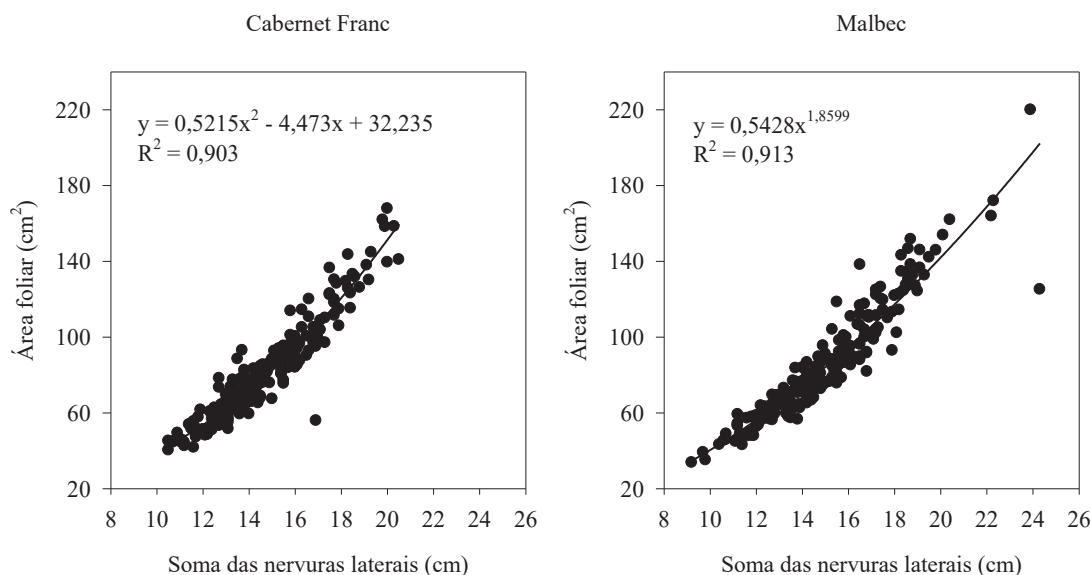 Cabernet Franc
y = 0,5215x² - 4,473x + 32,235
R² = 0,903
Área foliar (cm²)
220
180
140
100
60
20
8 10 12 14 16 18 20 22 24 26
Soma das nervuras laterais (cm)
Malbec
y = 0,5428x^1,8599
R² = 0,913
Área foliar (cm²)
220
180
140
100
60
20
8 10 12 14 16 18 20 22 24 26
Soma das nervuras laterais (cm)